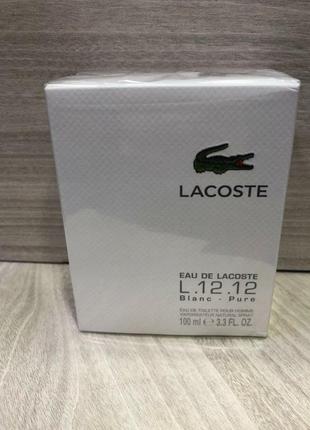 LACOSTE
EAU DE LACOSTE
L.12.12
Blanc - Pure
EAU DE TOILETTE POUR HOMME
VAPORISATEUR NATURAL SPRAY
100 ml ℮ 3.3 FL. OZ.